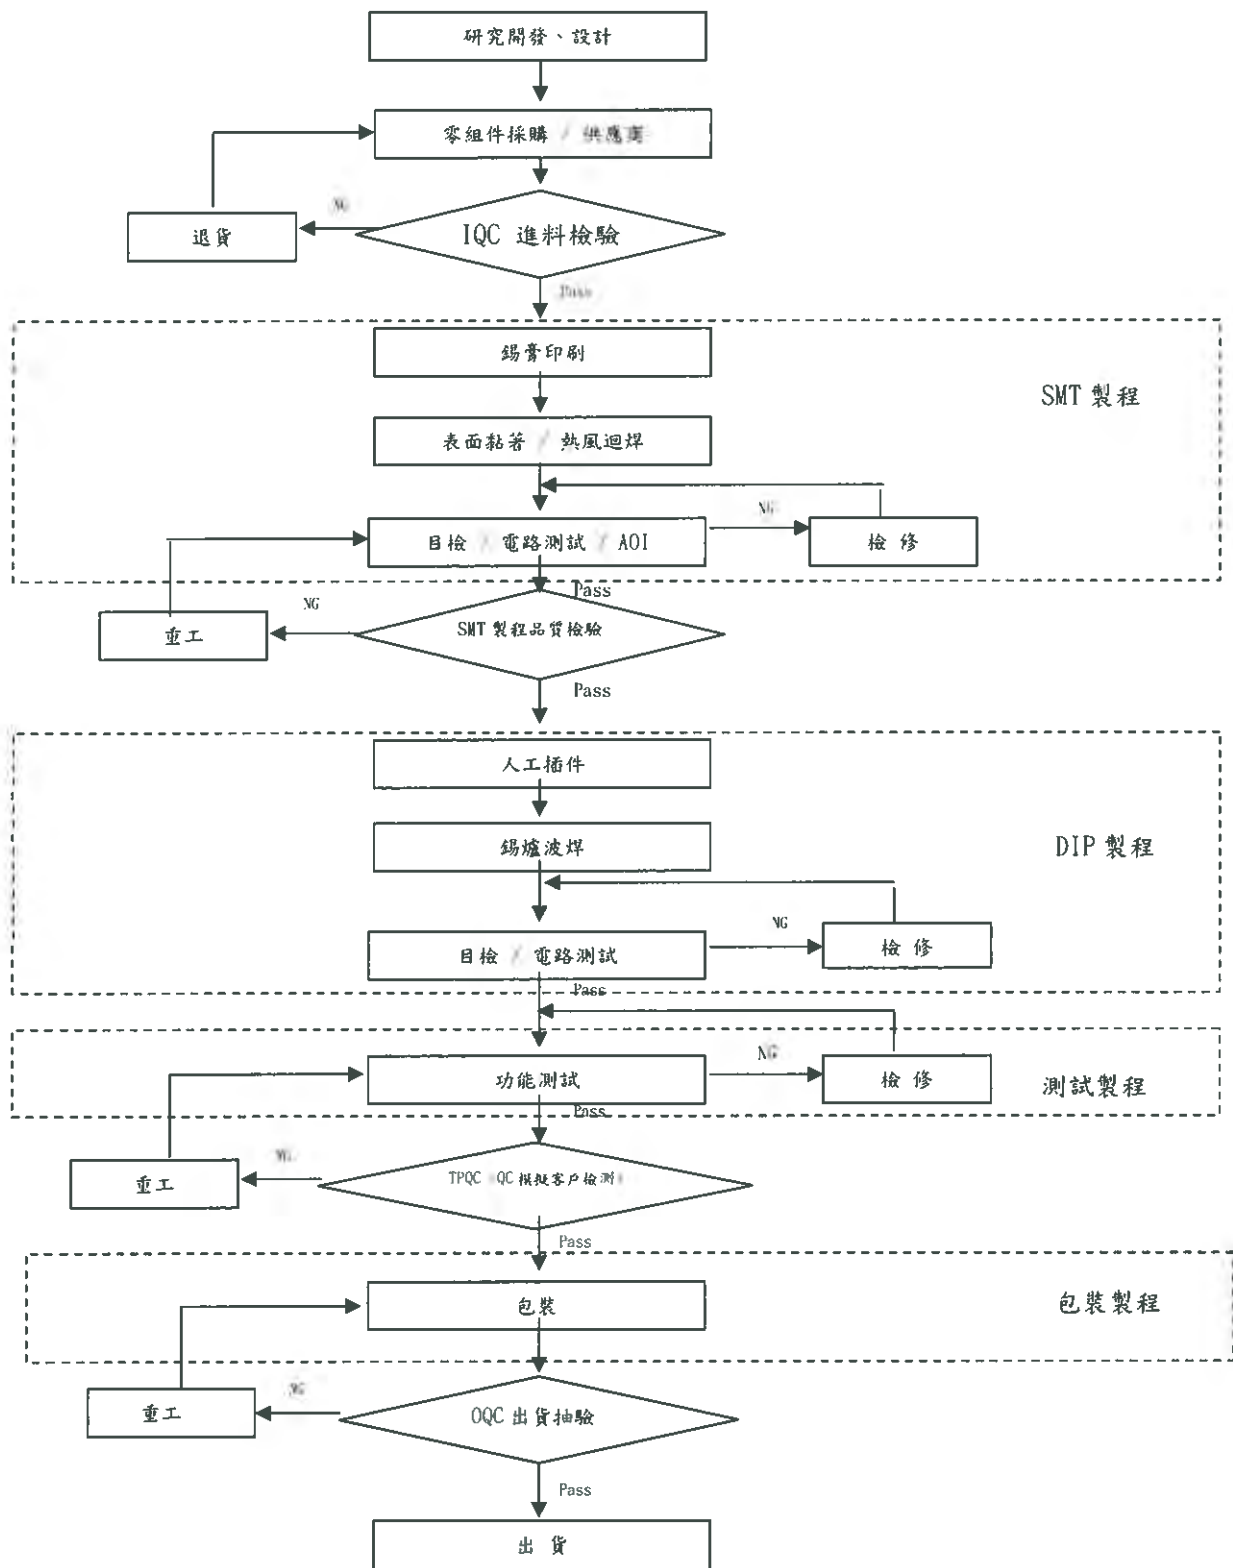 研究開發、設計
零組件採購 / 供應商
NG
退貨
IQC 進料檢驗
Pass
錫膏印刷
SMT 製程
表面黏著 / 熱風迴焊
NG
目檢 / 電路測試 / AOI
檢 修
Pass
NG
重工
SMT 製程品質檢驗
Pass
人工插件
錫爐波焊
DIP 製程
NG
目檢 / 電路測試
檢 修
Pass
NG
功能測試
檢 修
測試製程
Pass
NG
重工
TPQC (QC 模擬客戶檢測)
Pass
包裝
包裝製程
NG
重工
OQC 出貨抽驗
Pass
出 貨